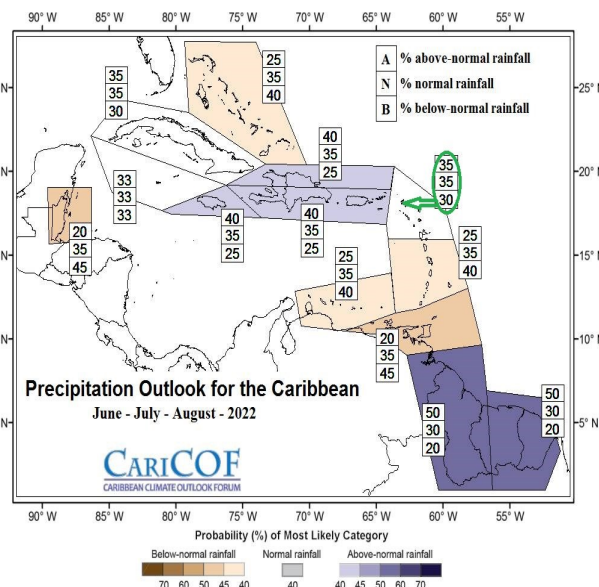 90° W 85° W 80° W 75° W 70° W 65° W 60° W 55° W
A % above-normal rainfall
N % normal rainfall
B % below-normal rainfall
25
35
40
35
35
30
N 25° N
40
35
25
35
35
30
N 20° N
33
33
33
40
35
25
40
35
25
20
35
45
25
35
40
25
35
40
N 15° N
20
35
45
N 10° N
Precipitation Outlook for the Caribbean
June - July - August - 2022
50
30
20
50
30
20
N 5° N
CARICOF
CARIBBEAN CLIMATE OUTLOOK FORUM
90° W 85° W 80° W 75° W 70° W 65° W 60° W 55° W
Probability (%) of Most Likely Category
Below-normal rainfall Normal rainfall Above-normal rainfall
70 60 50 45 40 40 40 45 50 60 70